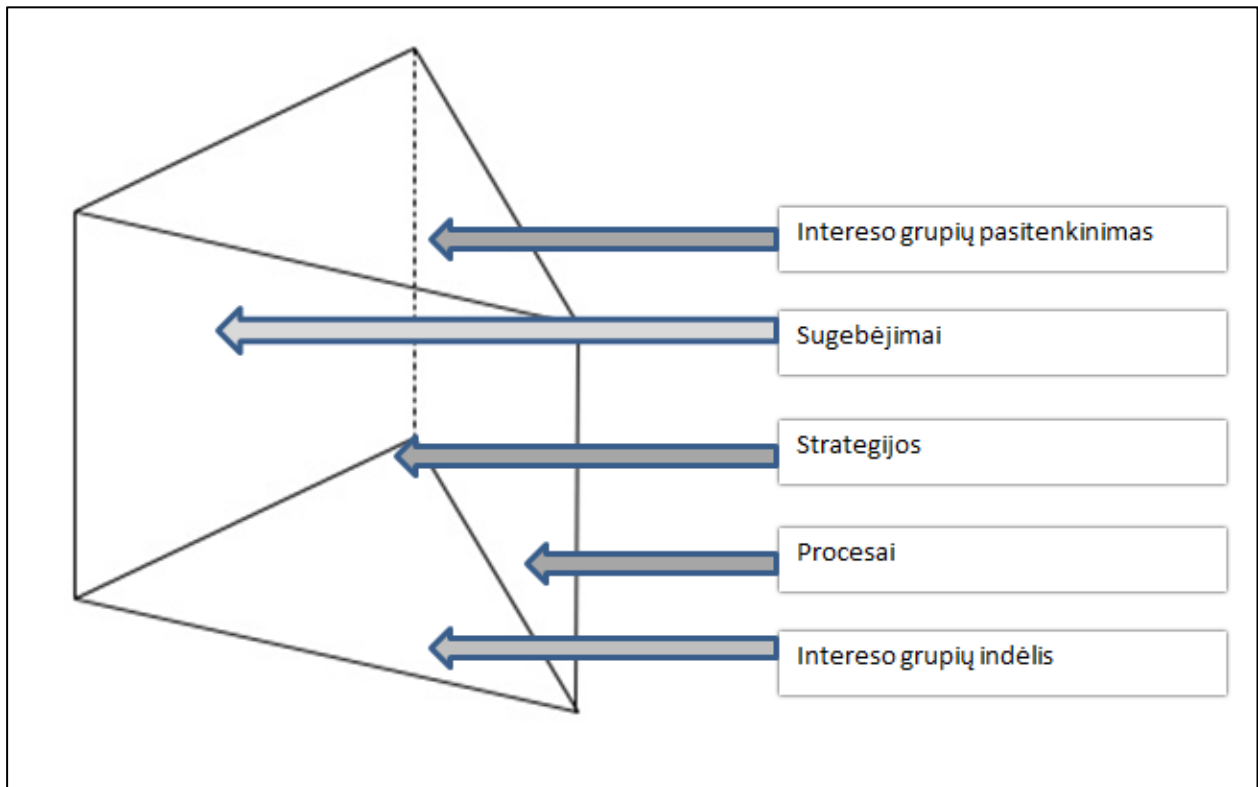 Intereso grupių pasitenkinimas
Sugebėjimai
Strategijos
Procesai
Intereso grupių indėlis